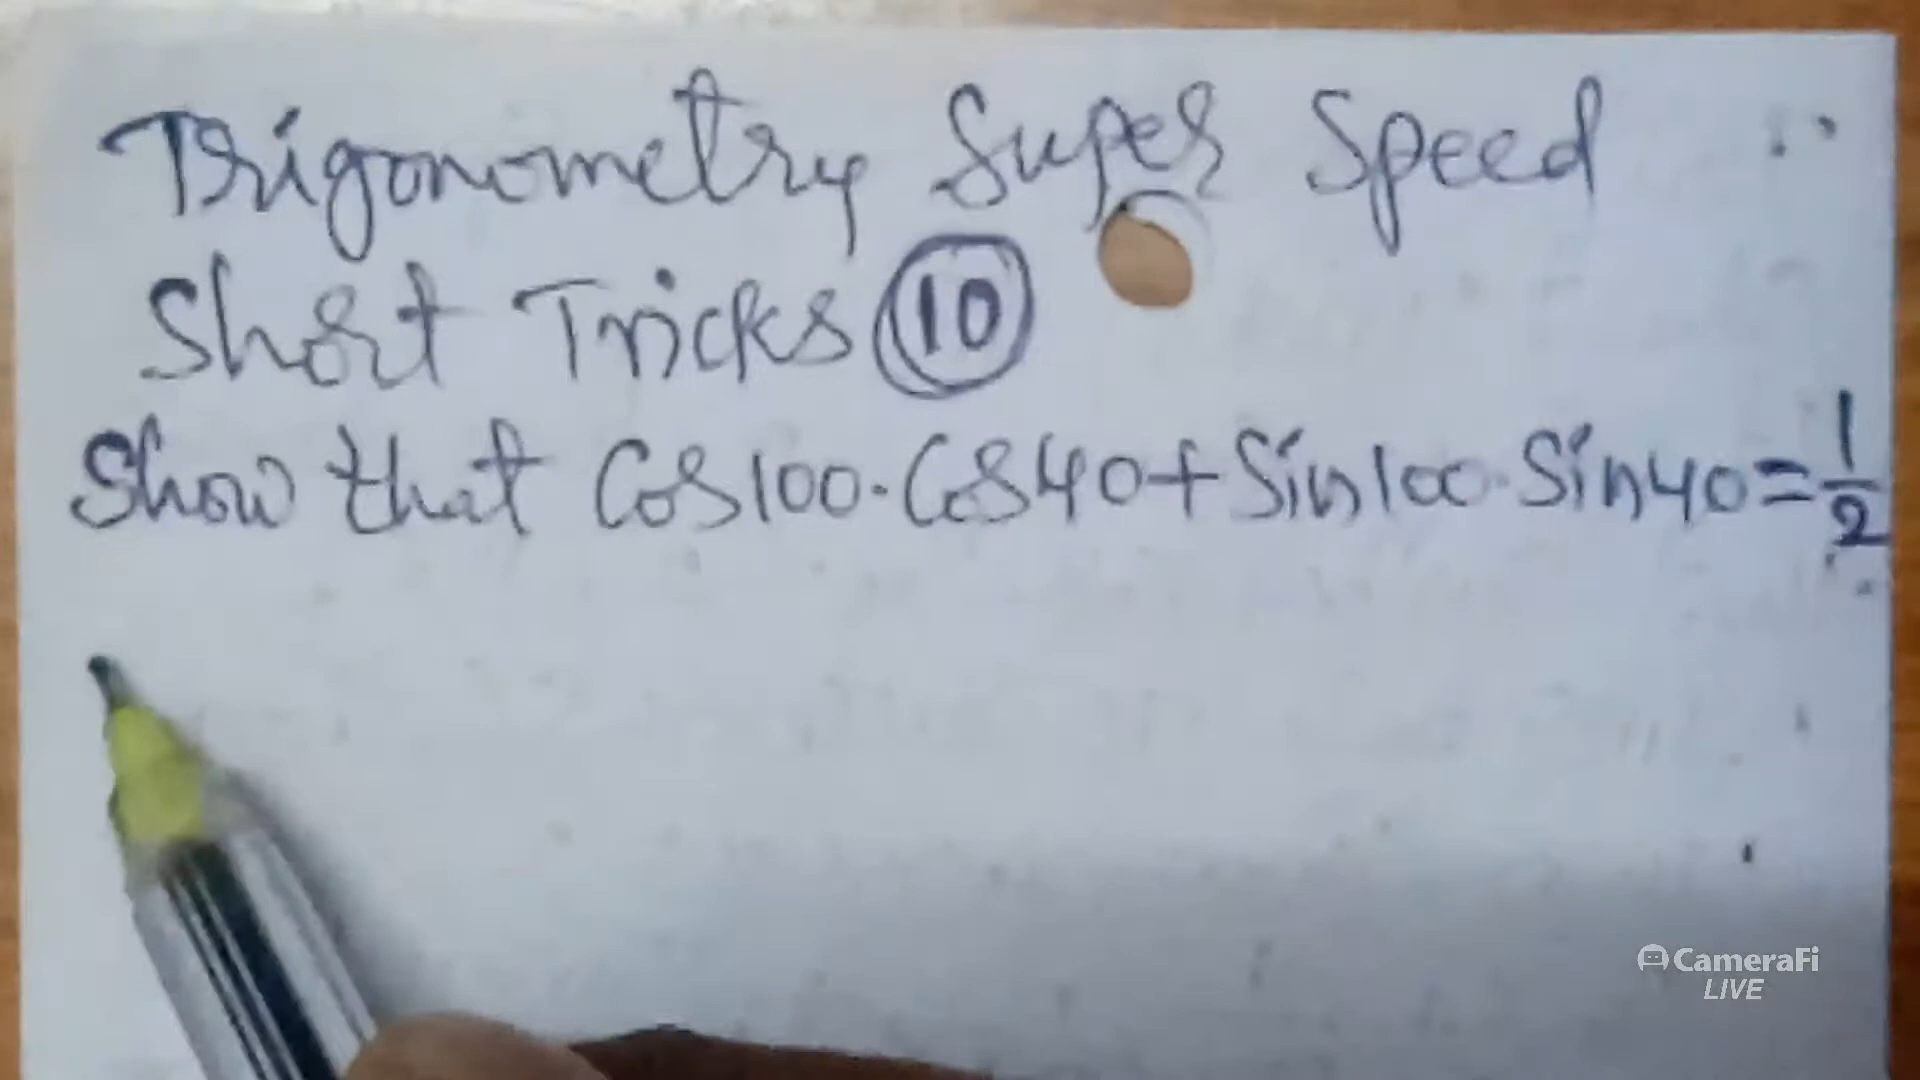 Trigonometry Super Speed
Short Tricks 10
Show that Cos100.Cos40+Sin100.Sin40=1/2
CameraFi
LIVE